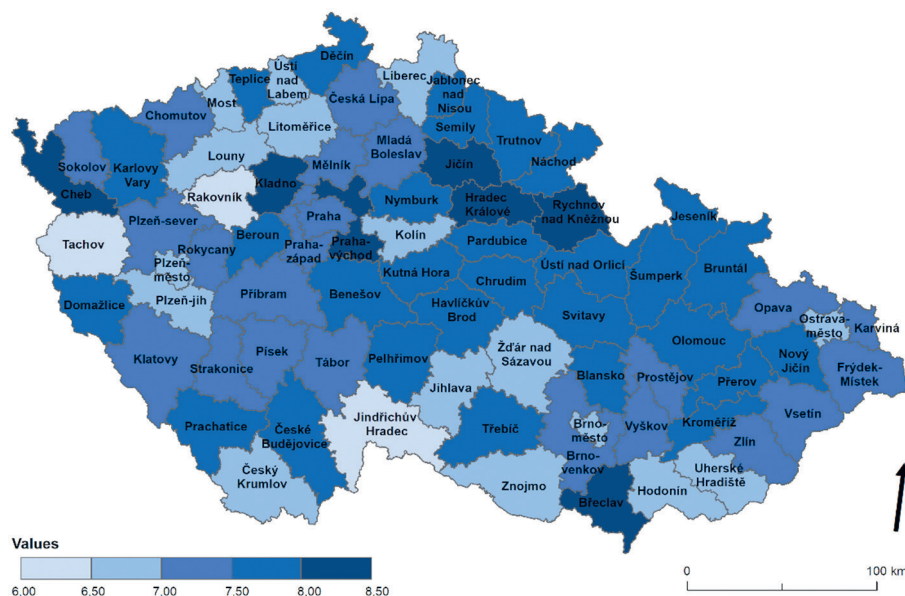 Děčín
Ústí
nad
Labem
Teplice
Liberec
Jablonec
nad
Nisou
Most
Chomutov
Česká Lípa
Litoměřice
Semily
Trutnov
Mladá
Boleslav
Louny
Sokolov
Karlovy
Vary
Mělník
Jičín
Náchod
Cheb
Rakovník
Kladno
Nymburk
Hradec
Králové
Rychnov
nad Kněžnou
Jeseník
Plzeň-sever
Praha
Tachov
Rokycany
Beroun
Praha-
západ
Praha-
východ
Kolín
Pardubice
Plzeň-
město
Kutná Hora
Chrudim
Ústí nad Orlicí
Šumperk
Bruntál
Plzeň-jih
Domažlice
Příbram
Benešov
Havlíčkův
Brod
Svitavy
Opava
Ostrava-
město
Karviná
Olomouc
Klatovy
Strakonice
Písek
Tábor
Pelhřimov
Žďár nad
Sázavou
Nový
Jičín
Frýdek-
Místek
Blansko
Prostějov
Přerov
Jihlava
Jindřichův
Hradec
Prachatice
České
Budějovice
Třebíč
Brno-
město
Vyškov
Kroměříž
Vsetín
Zlín
Český
Krumlov
Brno-
venkov
Znojmo
Uherské
Hradiště
Hodonín
Břeclav
Values
6.00 6.50 7.00 7.50 8.00 8.50
0 100 km